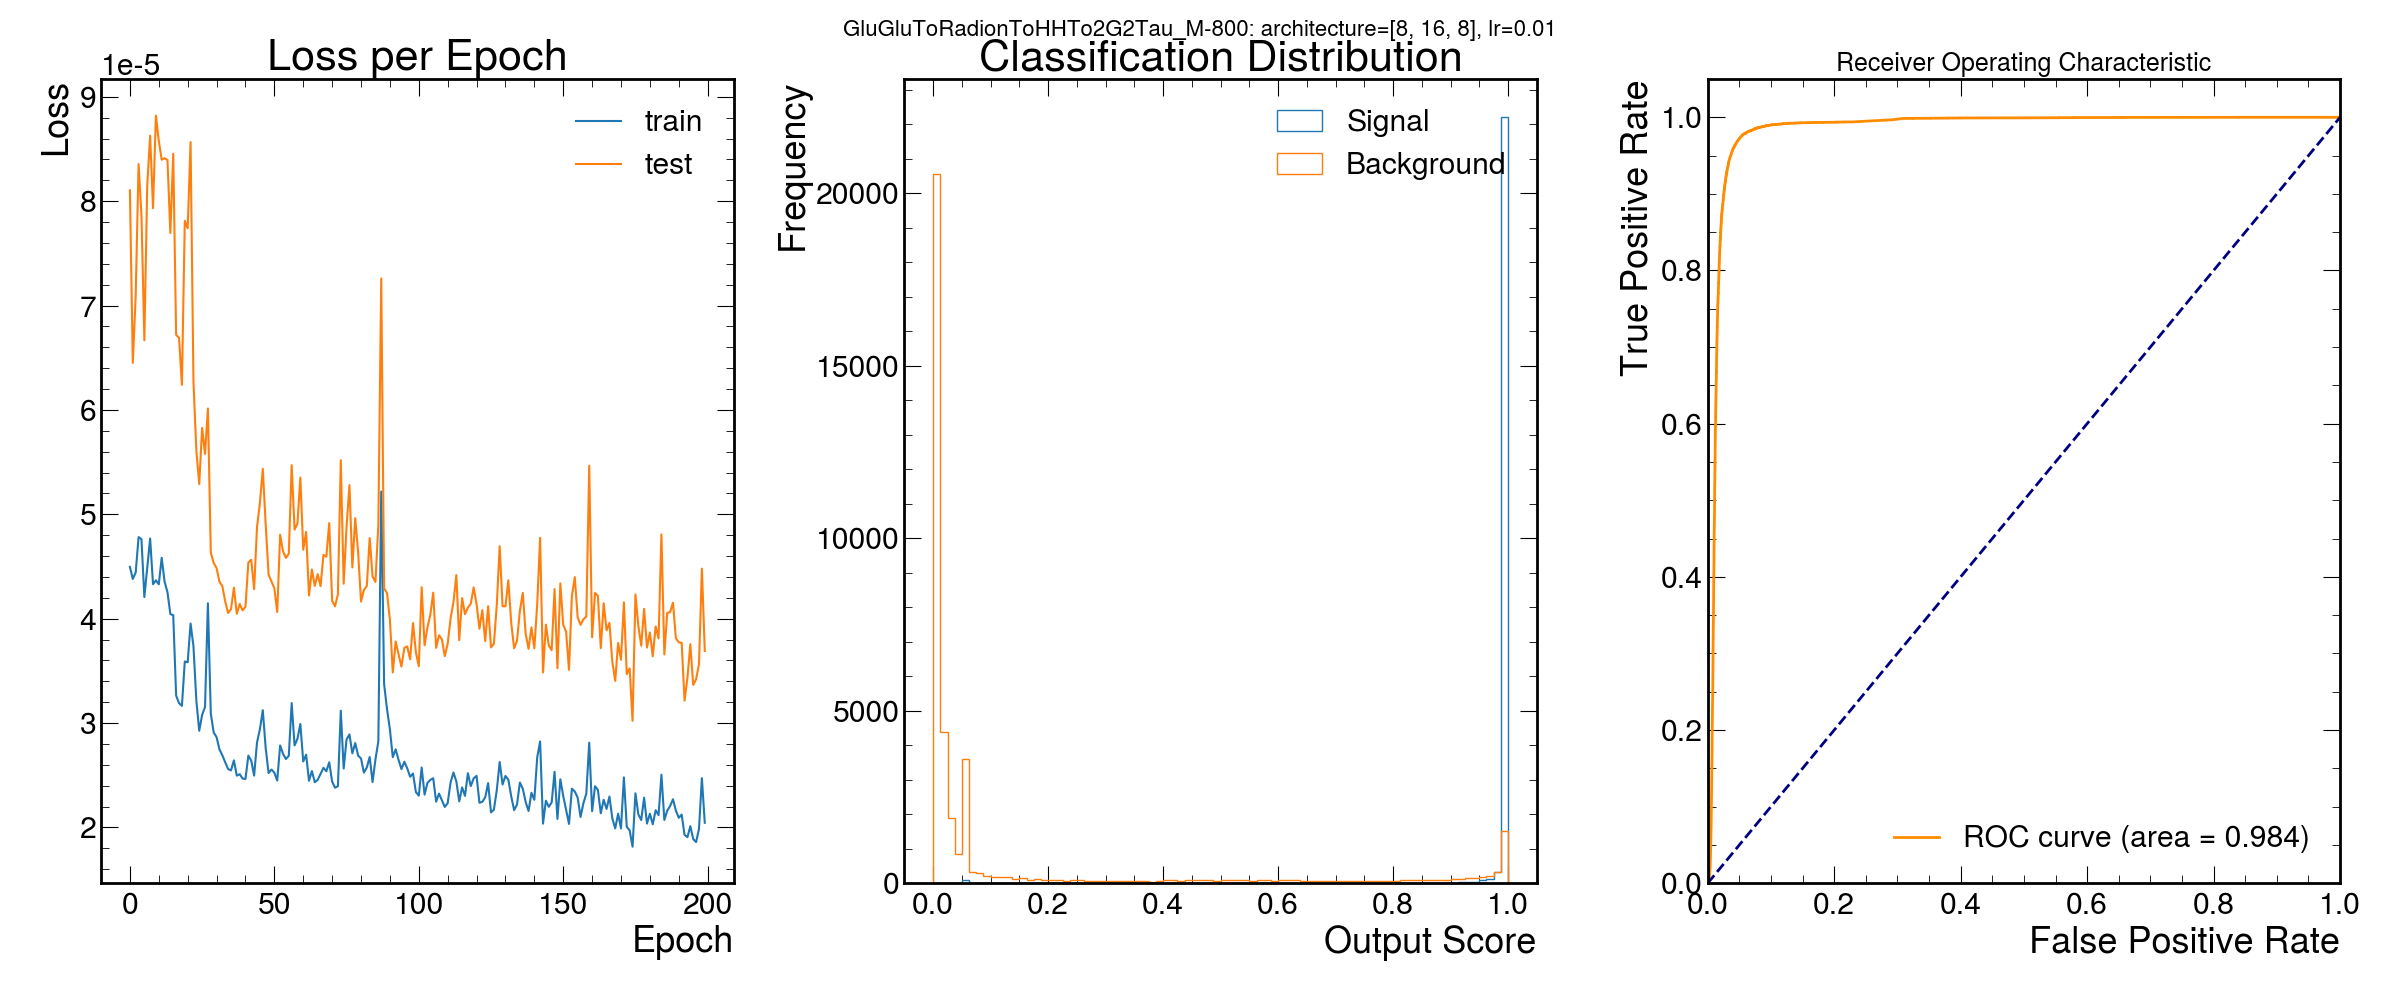 GluGluToRadionToHHTo2G2Tau_M-800: architecture=[8, 16, 8], lr=0.01
Loss per Epoch
1e-5
Loss
9
8
7
6
5
4
3
2
0
50
100
150
200
Epoch
train
test
Classification Distribution
Frequency
20000
15000
10000
5000
0
0.0
0.2
0.4
0.6
0.8
1.0
Output Score
Signal
Background
Receiver Operating Characteristic
True Positive Rate
1.0
0.8
0.6
0.4
0.2
0.0
0.0
0.2
0.4
0.6
0.8
1.0
False Positive Rate
ROC curve (area = 0.984)